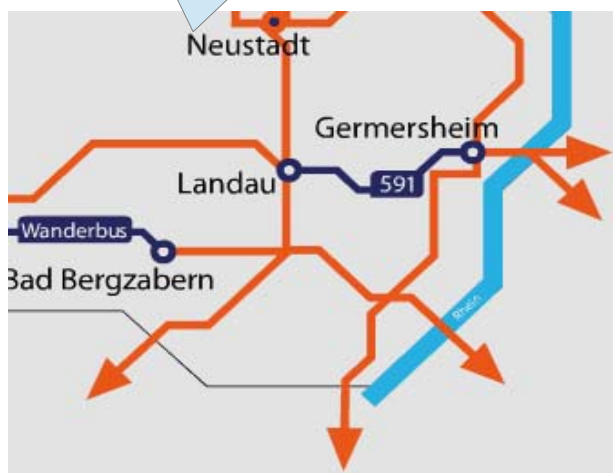 Neustadt
Germersheim
Landau
591
Wanderbus
Bad Bergzabern
Rhein